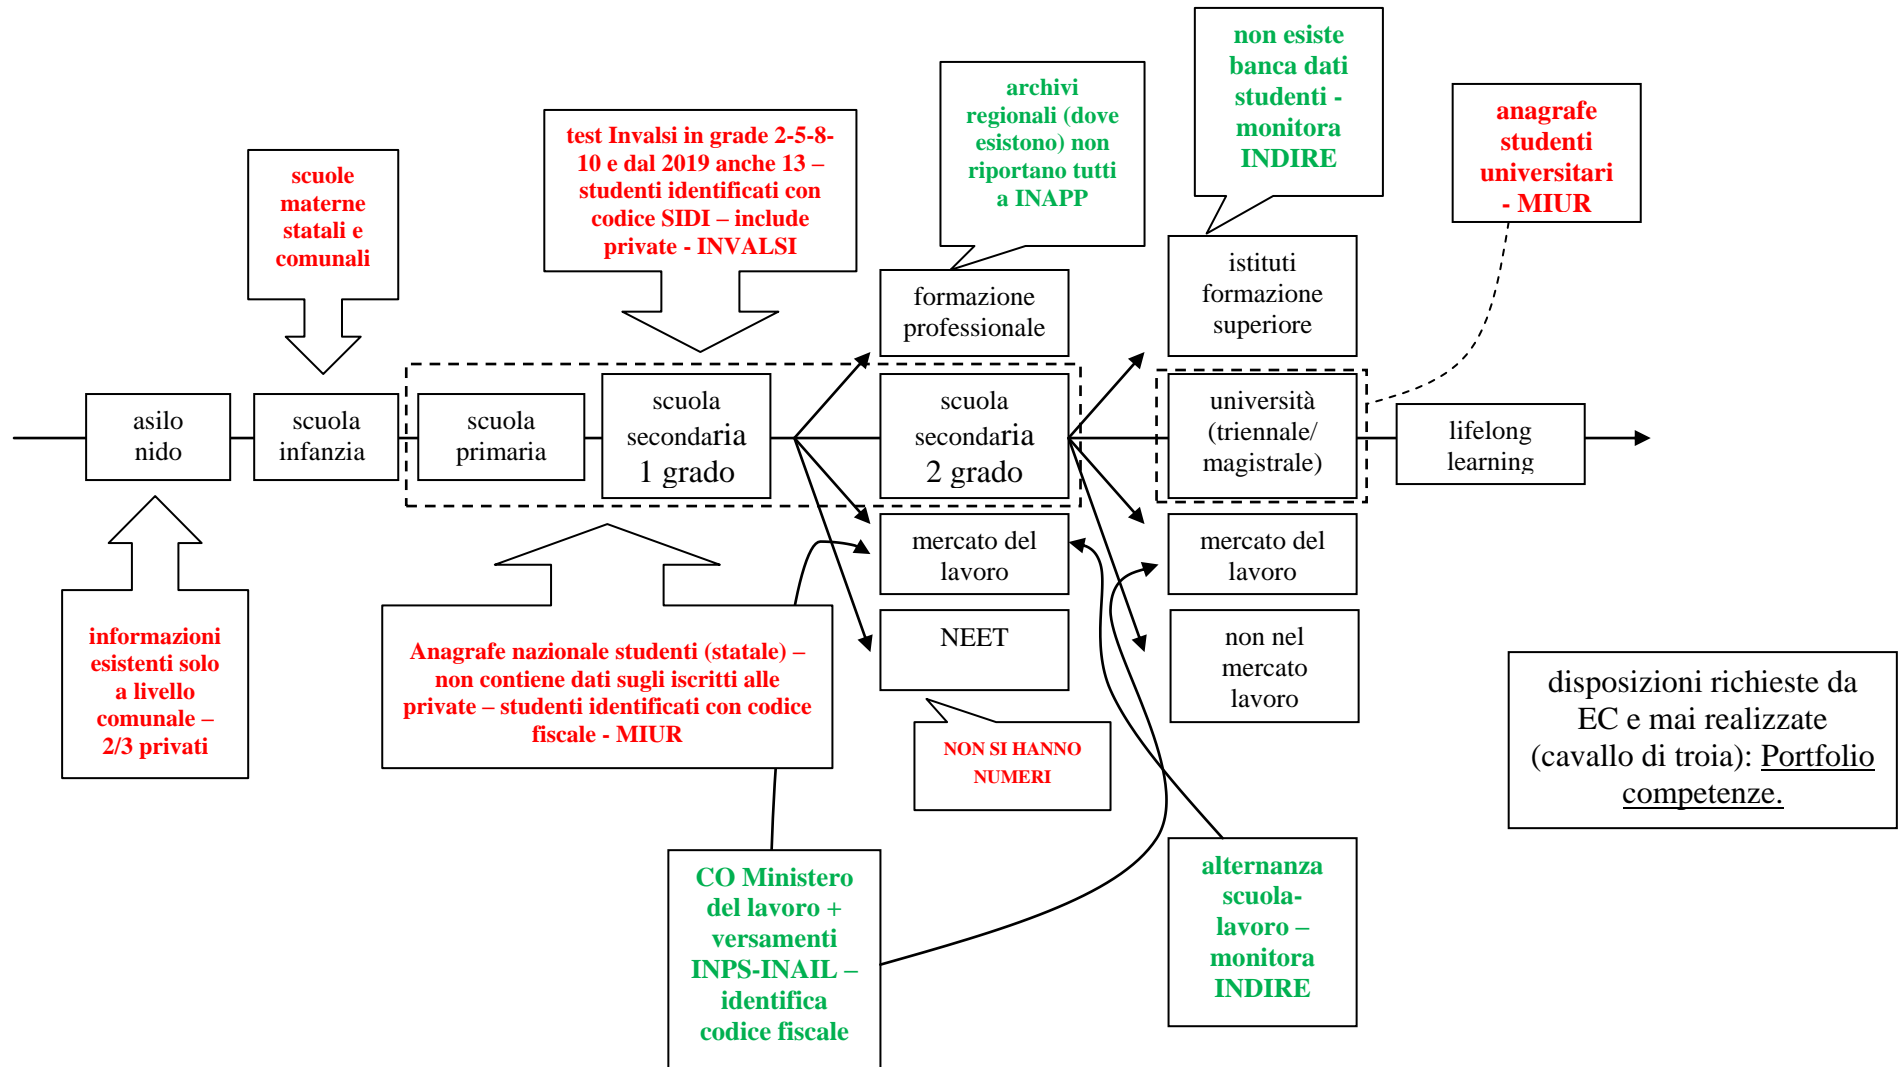 non esiste
banca dati
studenti -
monitora
INDIRE
archivi
regionali (dove
esistono) non
riportano tutti
a INAPP
anagrafe
studenti
universitari
- MIUR
test Invalsi in grade 2-5-8-
10 e dal 2019 anche 13 –
studenti identificati con
codice SIDI – include
private - INVALSI
scuole
materne
statali e
comunali
formazione
professionale
istituti
formazione
superiore
asilo
nido
scuola
infanzia
scuola
primaria
scuola
secondaria
1 grado
scuola
secondaria
2 grado
università
(triennale/
magistrale)
lifelong
learning
mercato del
lavoro
mercato del
lavoro
NEET
non nel
mercato
lavoro
informazioni
esistenti solo
a livello
comunale –
2/3 privati
Anagrafe nazionale studenti (statale) –
non contiene dati sugli iscritti alle
private – studenti identificati con codice
fiscale - MIUR
NON SI HANNO
NUMERI
disposizioni richieste da
EC e mai realizzate
(cavallo di troia): Portfolio
competenze.
CO Ministero
del lavoro +
versamenti
INPS-INAIL –
identifica
codice fiscale
alternanza
scuola-
lavoro –
monitora
INDIRE